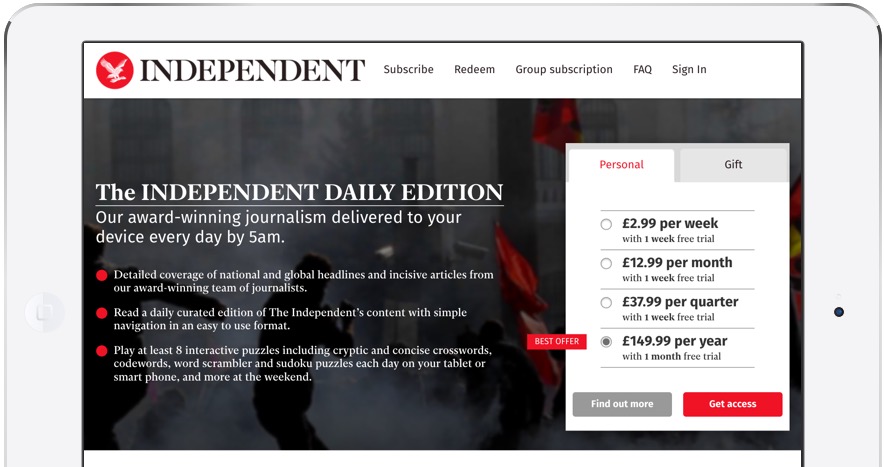 INDEPENDENT
Subscribe Redeem Group subscription FAQ Sign In
The INDEPENDENT DAILY EDITION
Our award-winning journalism delivered to your
device every day by 5am.
Detailed coverage of national and global headlines and incisive articles from
our award-winning team of journalists.
Read a daily curated edition of The Independent's content with simple
navigation in an easy to use format.
Play at least 8 interactive puzzles including cryptic and concise crosswords,
codewords, word scrambler and sudoku puzzles each day on your tablet or
smart phone, and more at the weekend.
Personal Gift
£2.99 per week
with 1 week free trial
£12.99 per month
with 1 week free trial
£37.99 per quarter
with 1 week free trial
BEST OFFER
£149.99 per year
with 1 month free trial
Find out more Get access